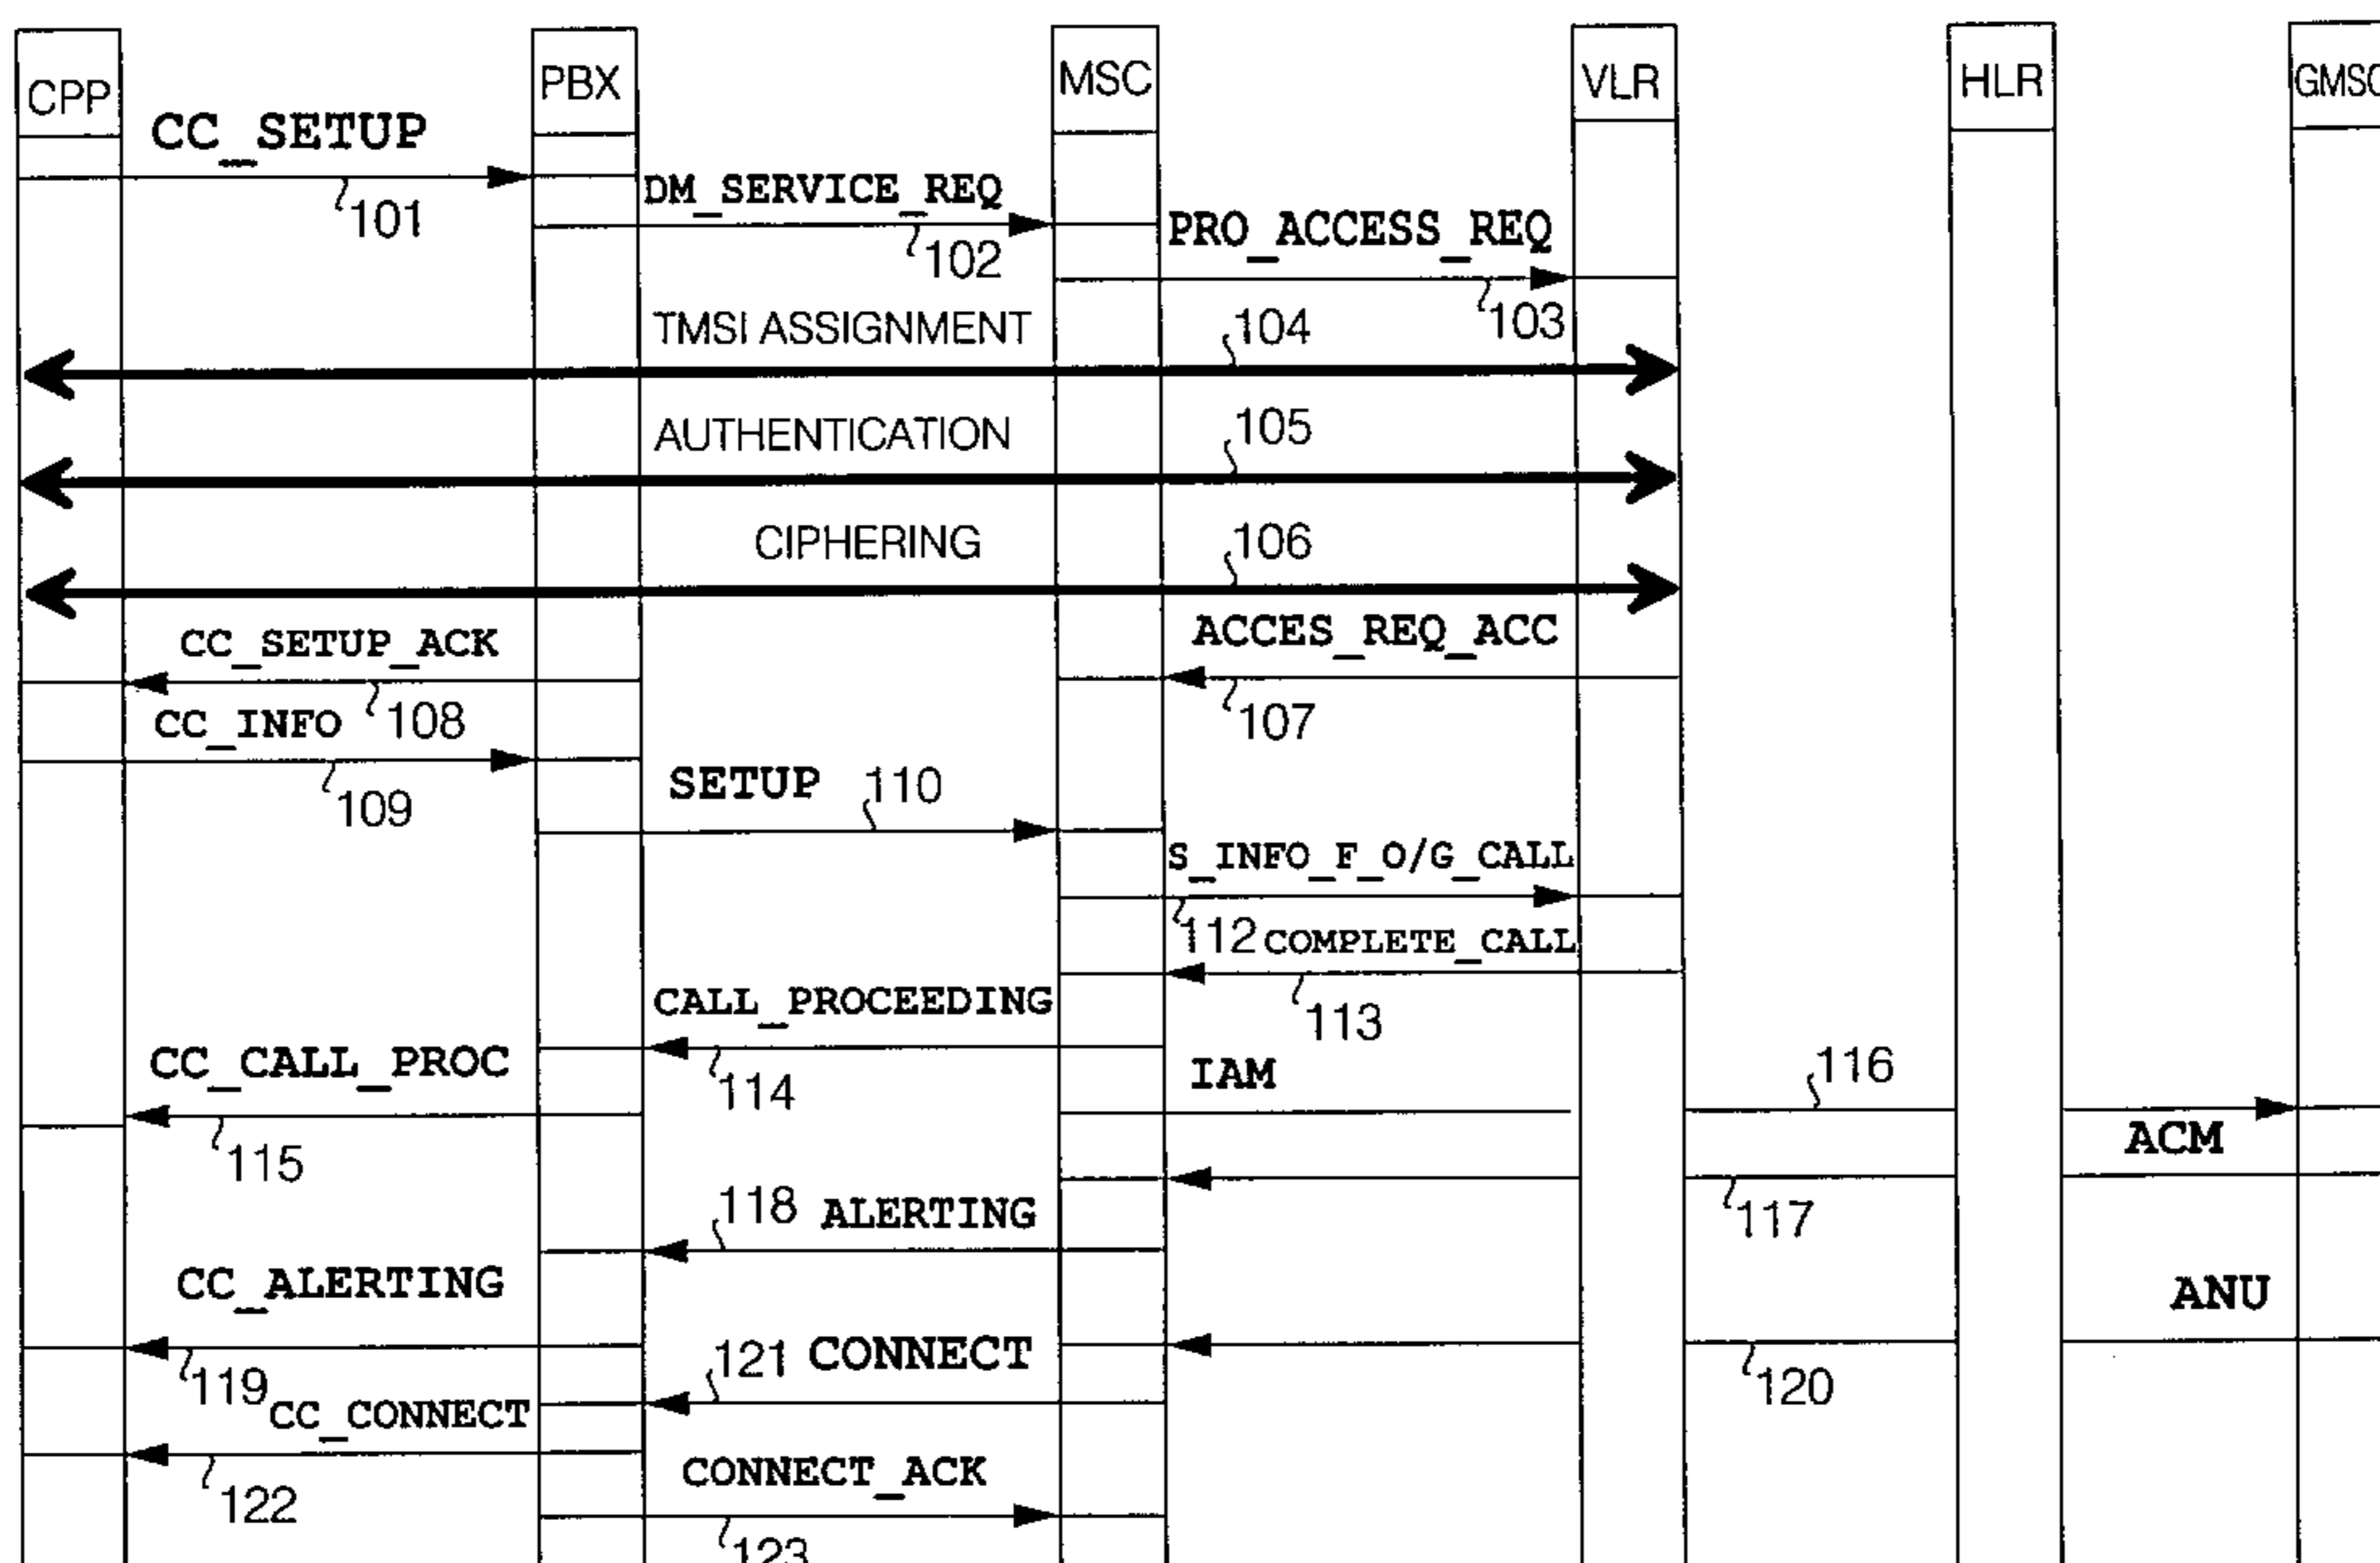 CPP
PBX
MSC
VLR
HLR
GMSC
CC_SETUP
101
DM_SERVICE_REQ
102
PRO_ACCESS_REQ
103
TMSI ASSIGNMENT
104
AUTHENTICATION
105
CIPHERING
106
CC_SETUP_ACK
108
ACCES_REQ_ACC
107
CC_INFO
109
SETUP
110
S_INFO_F_O/G_CALL
112
COMPLETE_CALL
113
CALL_PROCEEDING
114
CC_CALL_PROC
115
IAM
116
ACM
117
118
ALERTING
CC_ALERTING
119
ANU
120
121
CONNECT
CC_CONNECT
122
CONNECT_ACK
123